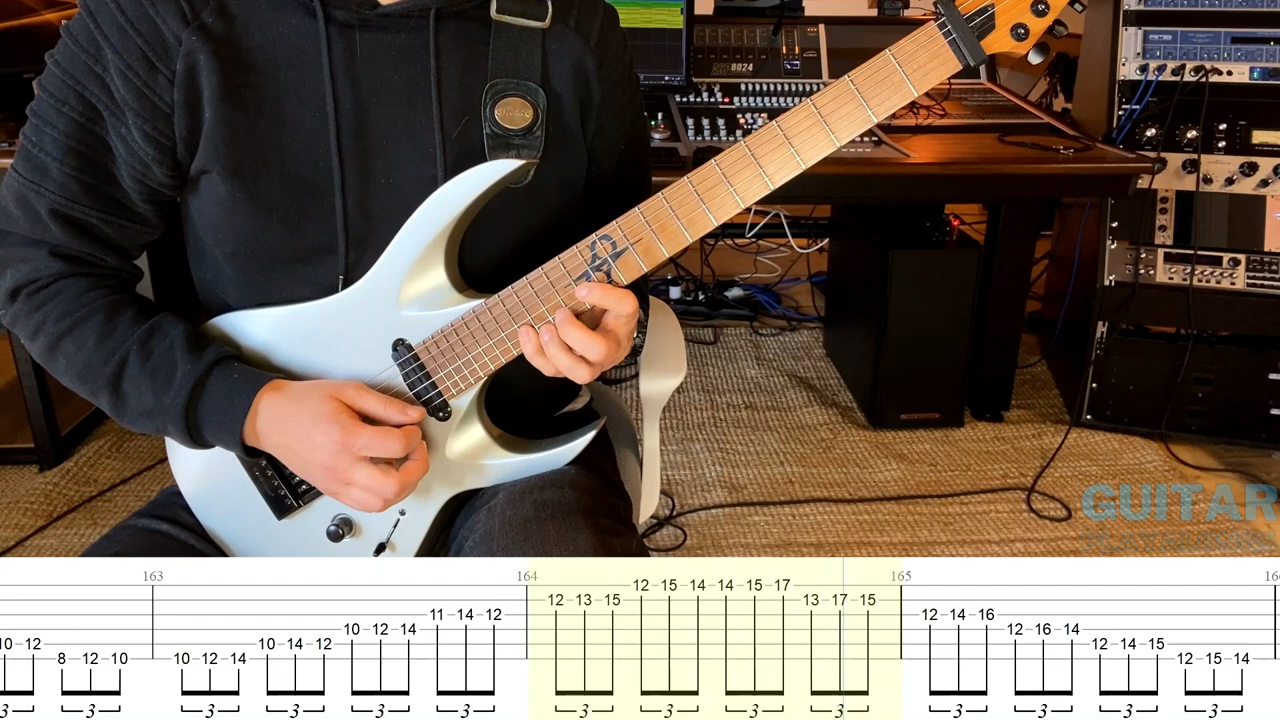 8024
GUITAR
163 164 165
12 15 14 14 15 17
12 13 15 13 17 15
11 14 12 12 14 16
10 12 14 12 16 14
10 12 10 14 12 12 14 15
8 12 10 10 12 14 12 15 14
3 3 3 3 3 3 3 3 3 3 3 3 3 3